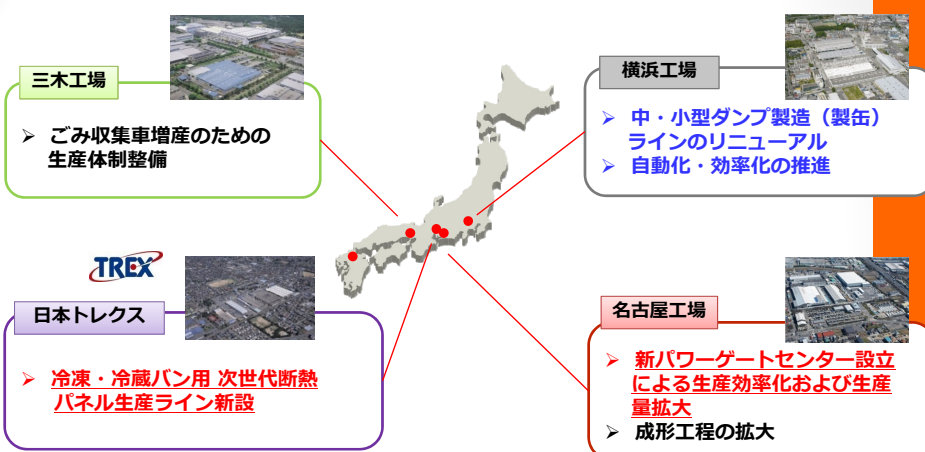 三木工場
➢ ごみ収集車増産のための
生産体制整備
横浜工場
➢ 中・小型ダンプ製造（製缶）
ラインのリニューアル
➢ 自動化・効率化の推進
TREX
日本トレクス
➢ 冷凍・冷蔵バン用 次世代断熱
パネル生産ライン新設
名古屋工場
➢ 新パワーゲートセンター設立
による生産効率化および生産
量拡大
➢ 成形工程の拡大